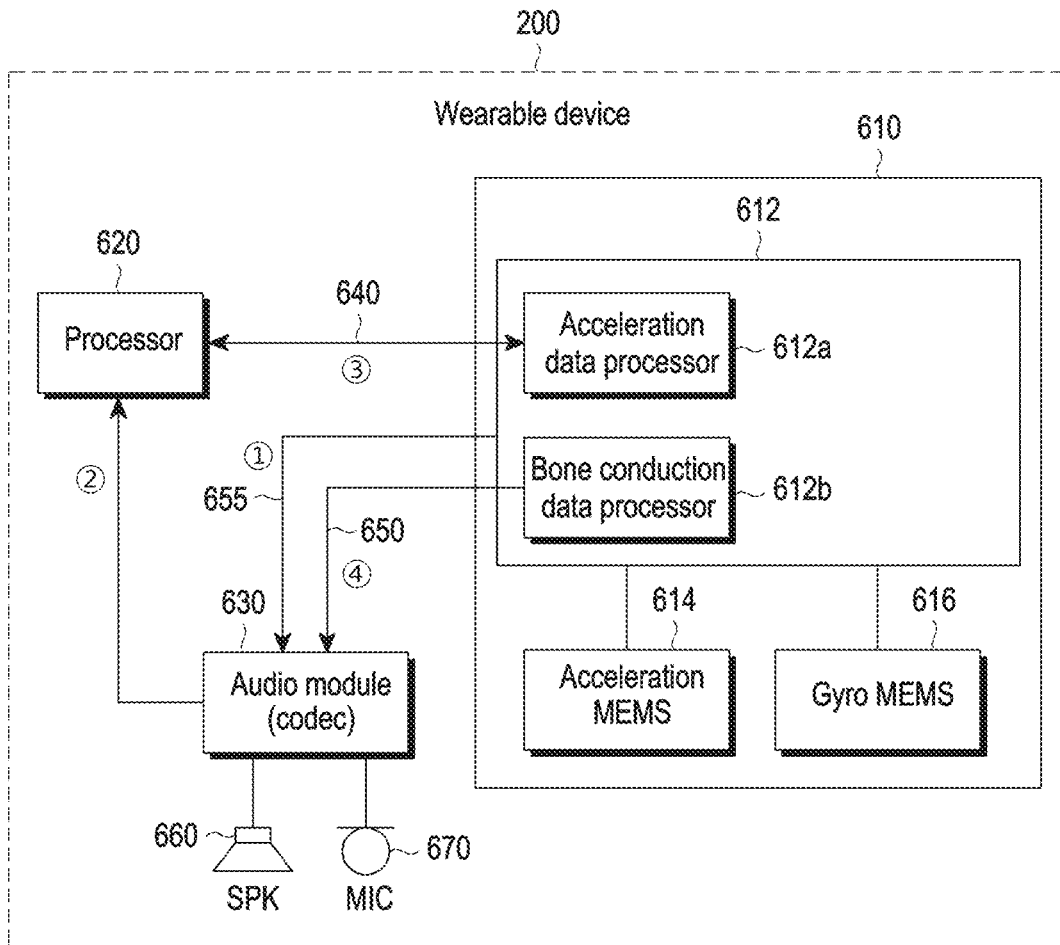 200
Wearable device
610
612
620
Processor
640
③
Acceleration
data processor
612a
①
②
655
Bone conduction
data processor
612b
650
④
630
Audio module
(codec)
614
Acceleration
MEMS
616
Gyro MEMS
660
SPK
670
MIC